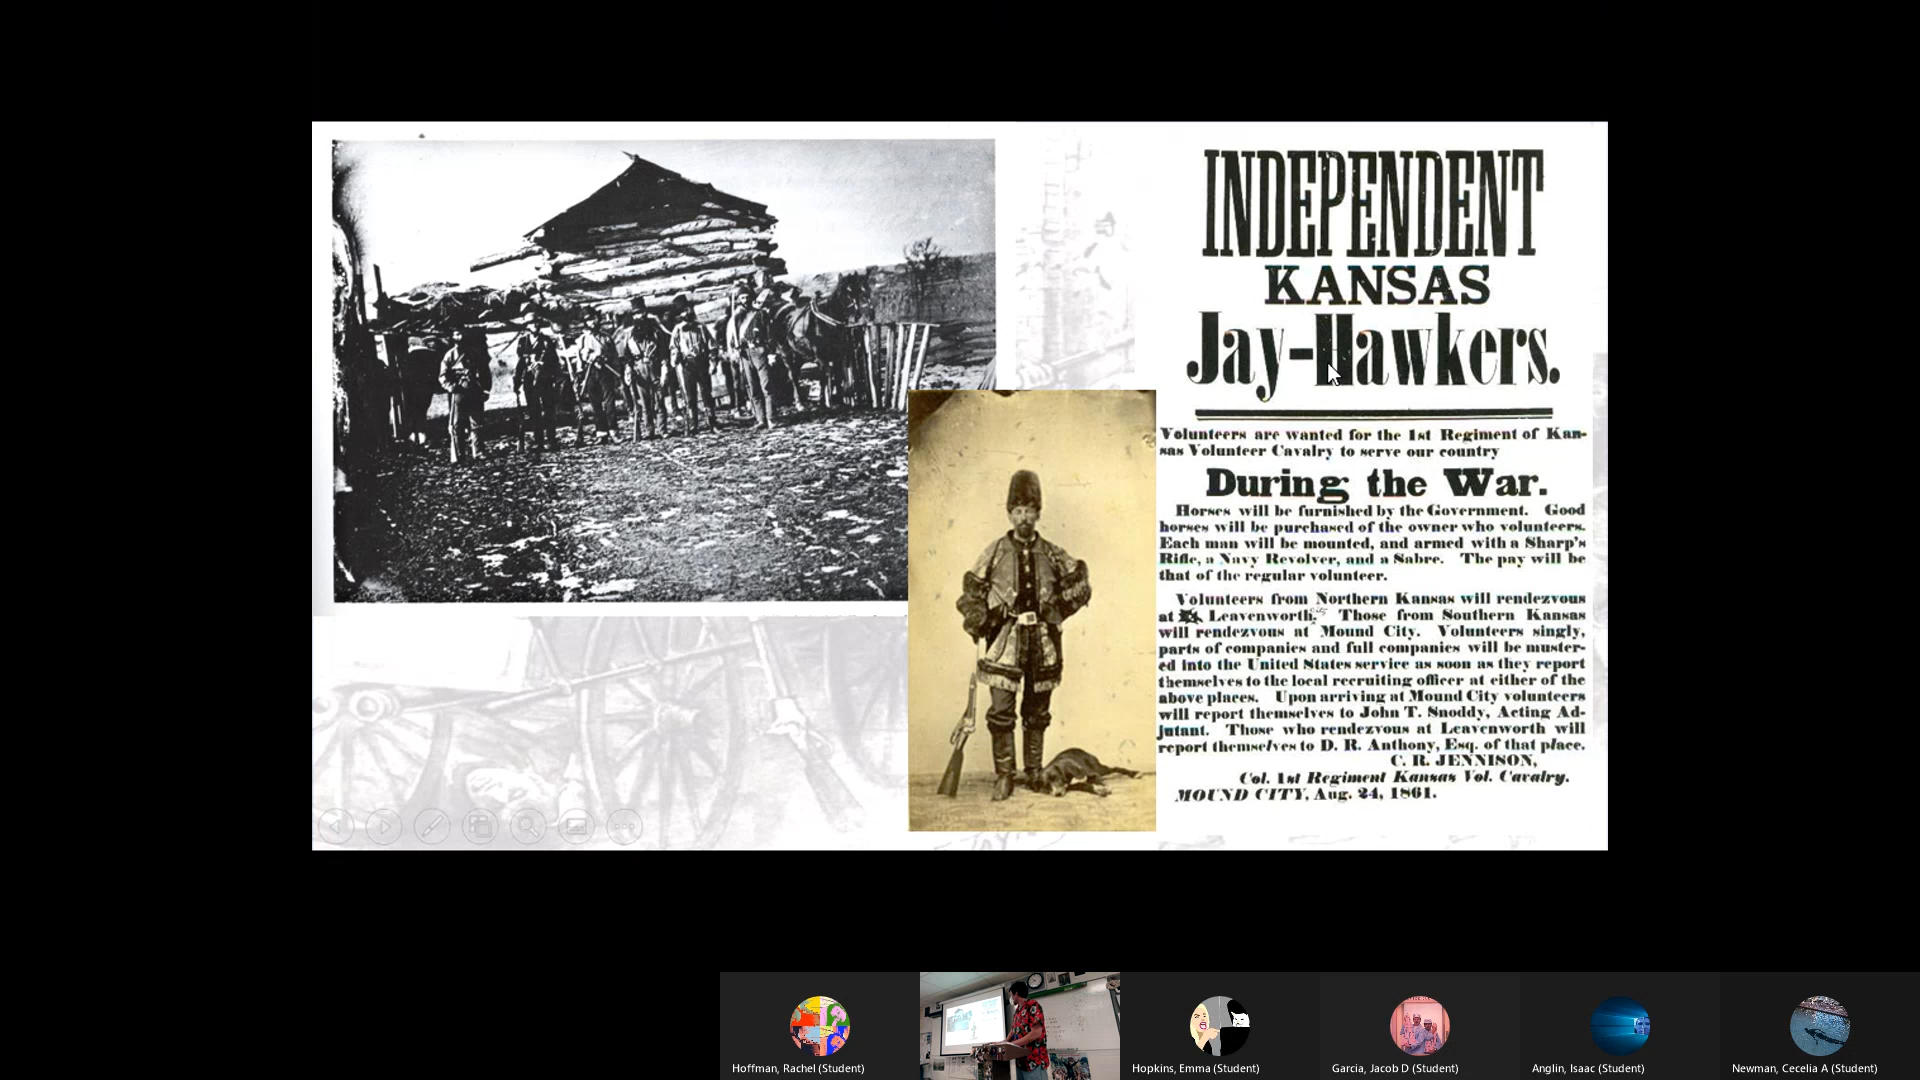 INDEPENDENT
KANSAS
Jay-Hawkers.
Volunteers are wanted for the 1st Regiment of Kan-
sas Volunteer Cavalry to serve our country
During the War.
Horses will be furnished by the Government. Good
horses will be purchased of the owner who volunteers.
Each man will be mounted, and armed with a Sharp's
Rifle, a Navy Revolver, and a Sabre. The pay will be
that of the regular volunteer.
Volunteers from Northern Kansas will rendezvous
at Leavenworth. Those from Southern Kansas
will rendezvous at Mound City. Volunteers singly,
parts of companies and full companies will be muster-
ed into the United States service as soon as they report
themselves to the local recruiting officer at either of the
above places. Upon arriving at Mound City volunteers
will report themselves to John T. Snoddy, Acting Ad-
jutant. Those who rendezvous at Leavenworth will
report themselves to D. R. Anthony, Esq. of that place.
C. R. JENNISON,
Col. 1st Regiment Kansas Vol. Cavalry.
MOUND CITY, Aug. 24, 1861.
Hoffman, Rachel (Student)
Hopkins, Emma (Student)
Garcia, Jacob D (Student)
Anglin, Isaac (Student)
Newman, Cecelia A (Student)